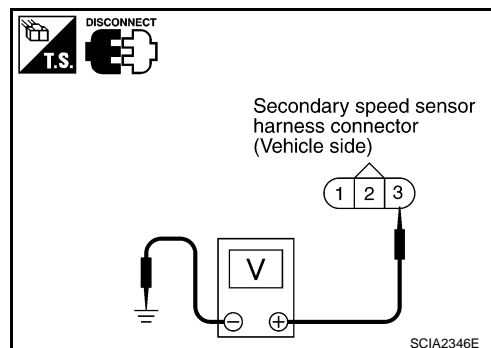 DISCONNECT
T.S.
Secondary speed sensor
harness connector
(Vehicle side)
1 2 3
V
− +
SCIA2346E